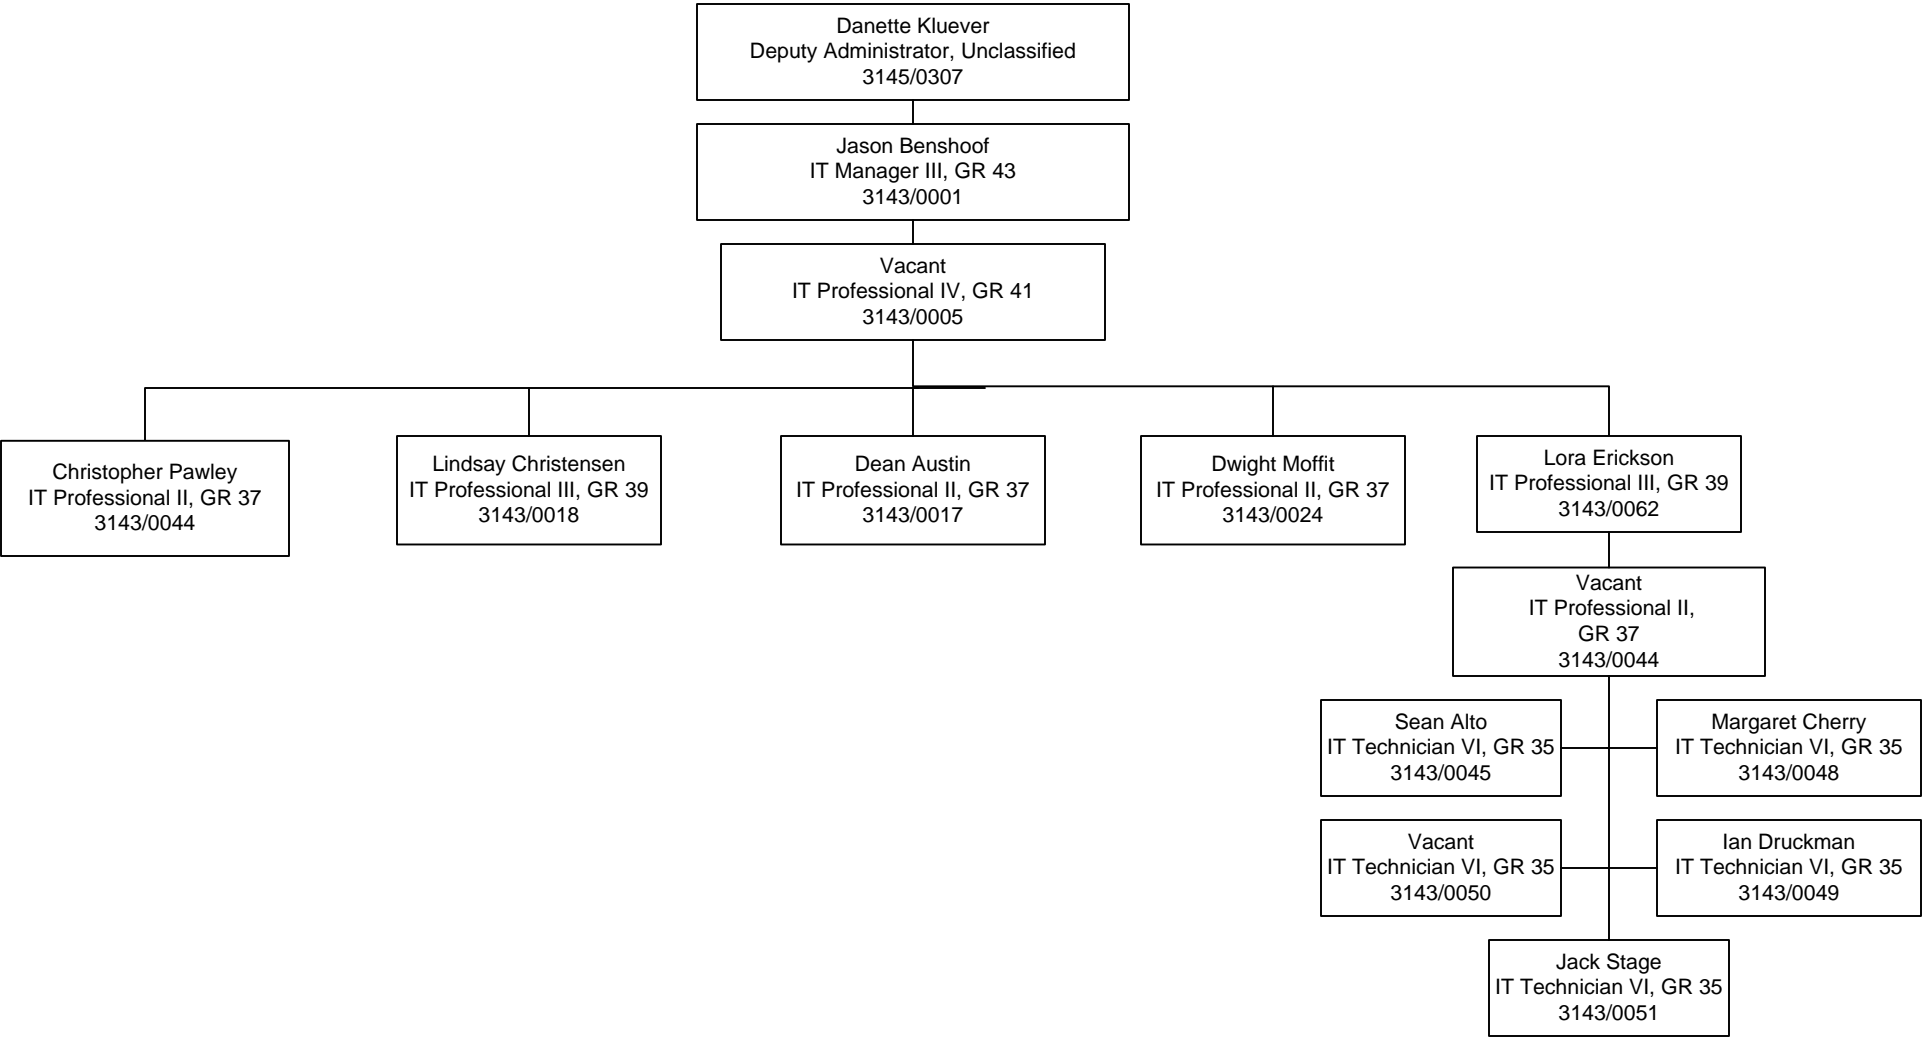 Danette Kluever
Deputy Administrator, Unclassified
3145/0307
Jason Benshoof
IT Manager III, GR 43
3143/0001
Vacant
IT Professional IV, GR 41
3143/0005
Christopher Pawley
IT Professional II, GR 37
3143/0044
Lindsay Christensen
IT Professional III, GR 39
3143/0018
Dean Austin
IT Professional II, GR 37
3143/0017
Dwight Moffit
IT Professional II, GR 37
3143/0024
Lora Erickson
IT Professional III, GR 39
3143/0062
Vacant
IT Professional II,
GR 37
3143/0044
Sean Alto
IT Technician VI, GR 35
3143/0045
Margaret Cherry
IT Technician VI, GR 35
3143/0048
Vacant
IT Technician VI, GR 35
3143/0050
Ian Druckman
IT Technician VI, GR 35
3143/0049
Jack Stage
IT Technician VI, GR 35
3143/0051